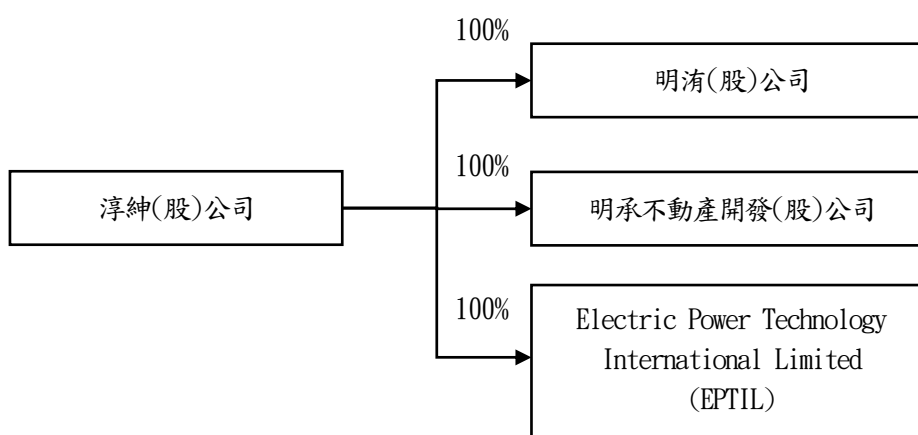 100%
明洧(股)公司
100%
淳紳(股)公司
明承不動產開發(股)公司
100%
Electric Power Technology
International Limited
(EPTIL)